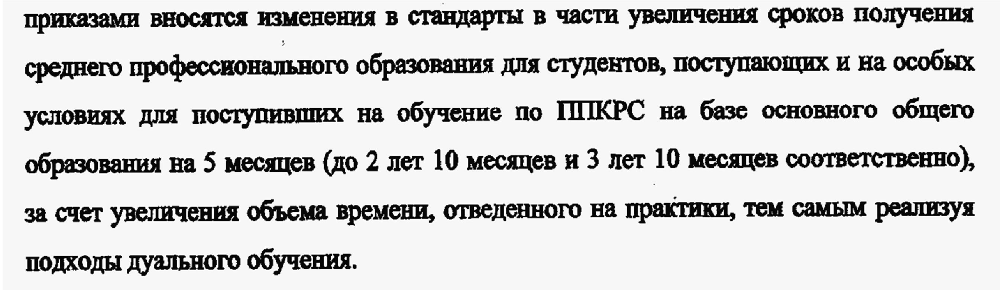 приказами вносятся изменения в стандарты в части увеличения сроков получения
среднего профессионального образования для студентов, поступающих и на особых
условиях для поступивших на обучение по ППКРС на базе основного общего
образования на 5 месяцев (до 2 лет 10 месяцев и 3 лет 10 месяцев соответственно),
за счет увеличения объема времени, отведенного на практики, тем самым реализуя
подходы дуального обучения.